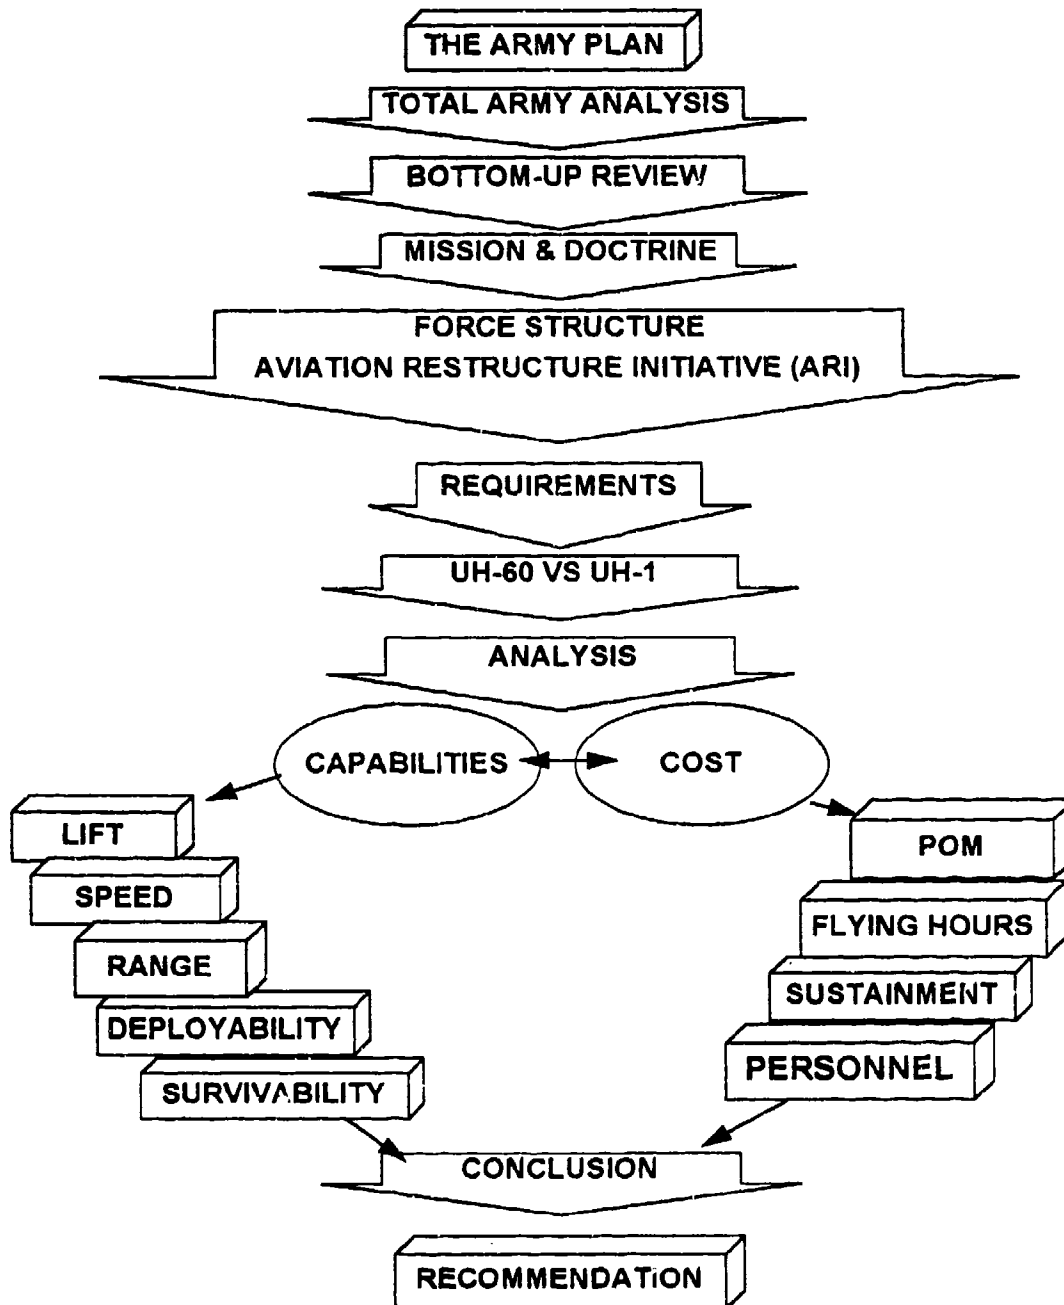 THE ARMY PLAN
TOTAL ARMY ANALYSIS
BOTTOM-UP REVIEW
MISSION & DOCTRINE
FORCE STRUCTURE
AVIATION RESTRUCTURE INITIATIVE (ARI)
REQUIREMENTS
UH-60 VS UH-1
ANALYSIS
CAPABILITIES
COST
LIFT
SPEED
RANGE
DEPLOYABILITY
SURVIVABILITY
POM
FLYING HOURS
SUSTAINMENT
PERSONNEL
CONCLUSION
RECOMMENDATION